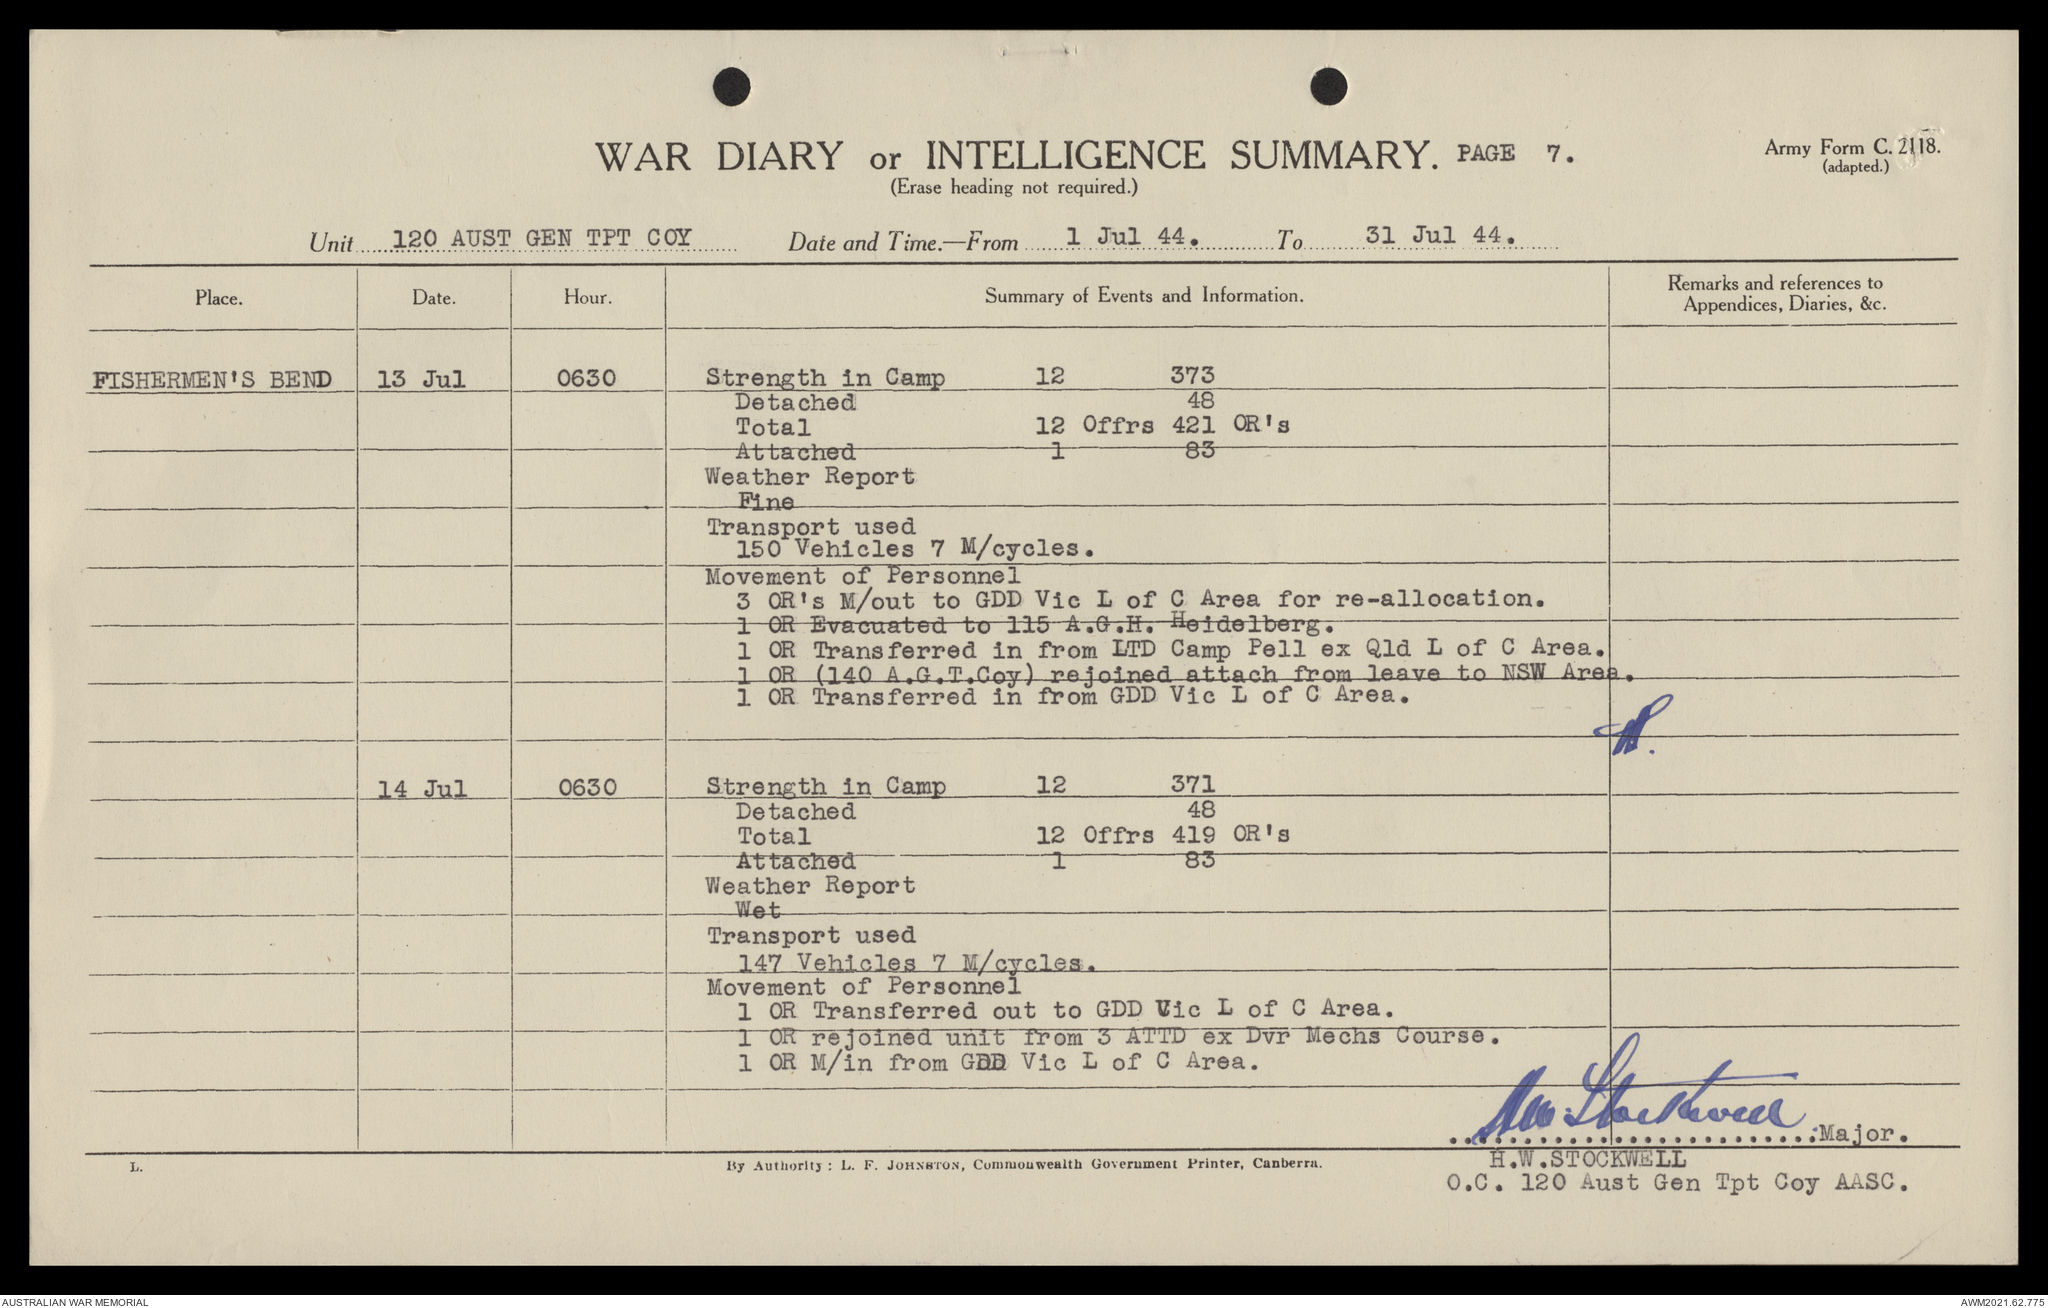 WAR DIARY or INTELLIGENCE SUMMARY. PAGE 7.
Army Form C. 2118.
(adapted.)
(Erase heading not required.)
Unit 120 AUST GEN TPT COY Date and Time.—From 1 Jul 44. To 31 Jul 44.
Place. Date. Hour. Summary of Events and Information. Remarks and references to
Appendices, Diaries, &c.
FISHERMEN'S BEND 13 Jul 0630 Strength in Camp 12 373
Detached 48
Total 12 Offrs 421 OR's
Attached 1 83
Weather Report
Fine
Transport used
150 Vehicles 7 M/cycles.
Movement of Personnel
3 OR's M/out to GDD Vic L of C Area for re-allocation.
1 OR Evacuated to 115 A.G.H. Heidelberg.
1 OR Transferred in from LTD Camp Pell ex Qld L of C Area.
1 OR (140 A.G.T.Coy) rejoined attach from leave to NSW Area.
1 OR Transferred in from GDD Vic L of C Area.
14 Jul 0630 Strength in Camp 12 371
Detached 48
Total 12 Offrs 419 OR's
Attached 1 83
Weather Report
Wet
Transport used
147 Vehicles 7 M/cycles.
Movement of Personnel
1 OR Transferred out to GDD Vic L of C Area.
1 OR rejoined unit from 3 ATTD ex Dvr Mechs Course.
1 OR M/in from GDD Vic L of C Area.
HW Stockwell
Major.
H.W.STOCKWELL
O.C. 120 Aust Gen Tpt Coy AASC.
L. By Authority: L. F. JOHNSTON, Commonwealth Government Printer, Canberra.
AUSTRALIAN WAR MEMORIAL AWM2021.62.775